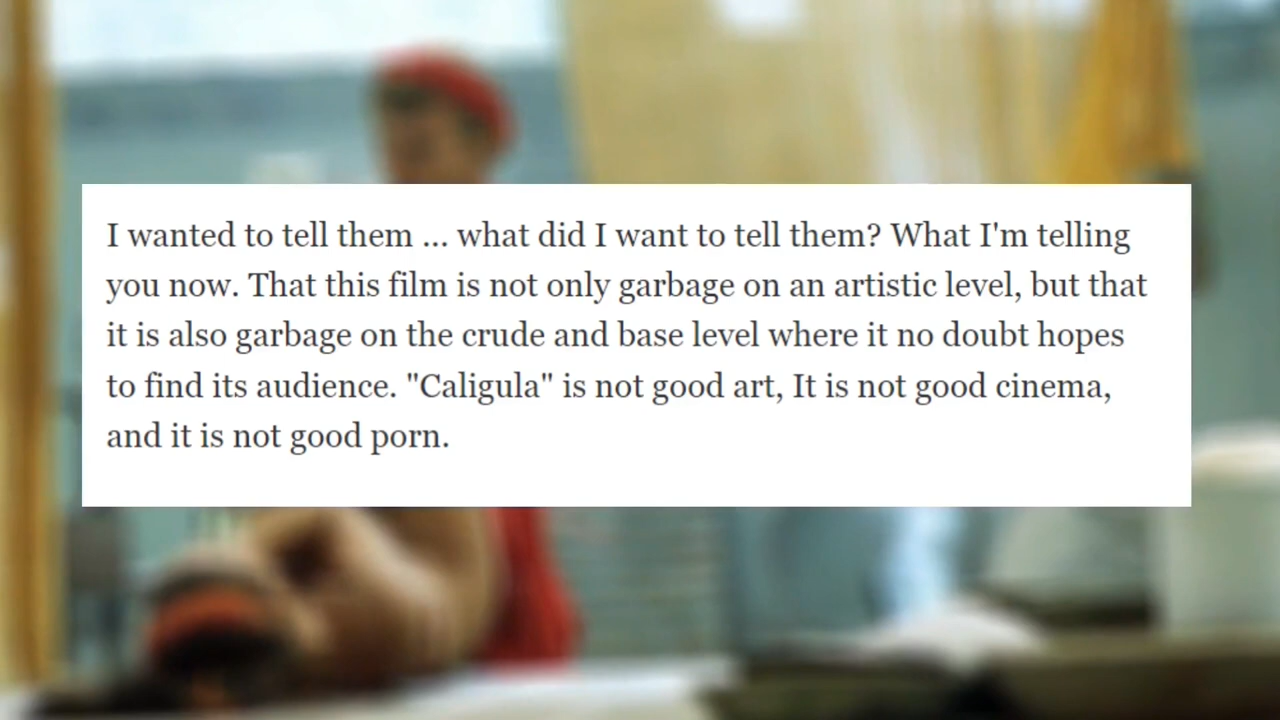 I wanted to tell them ... what did I want to tell them? What I'm telling
you now. That this film is not only garbage on an artistic level, but that
it is also garbage on the crude and base level where it no doubt hopes
to find its audience. "Caligula" is not good art, It is not good cinema,
and it is not good porn.